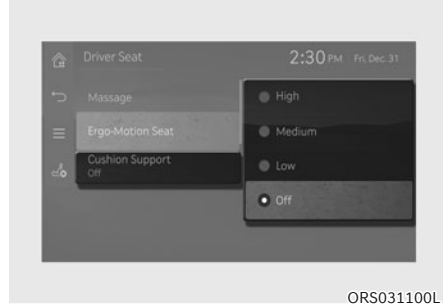 Driver Seat
2:30 PM Fri, Dec. 31
Massage
Ergo-Motion Seat
Cushion Support
Off
High
Medium
Low
Off
ORS031100L